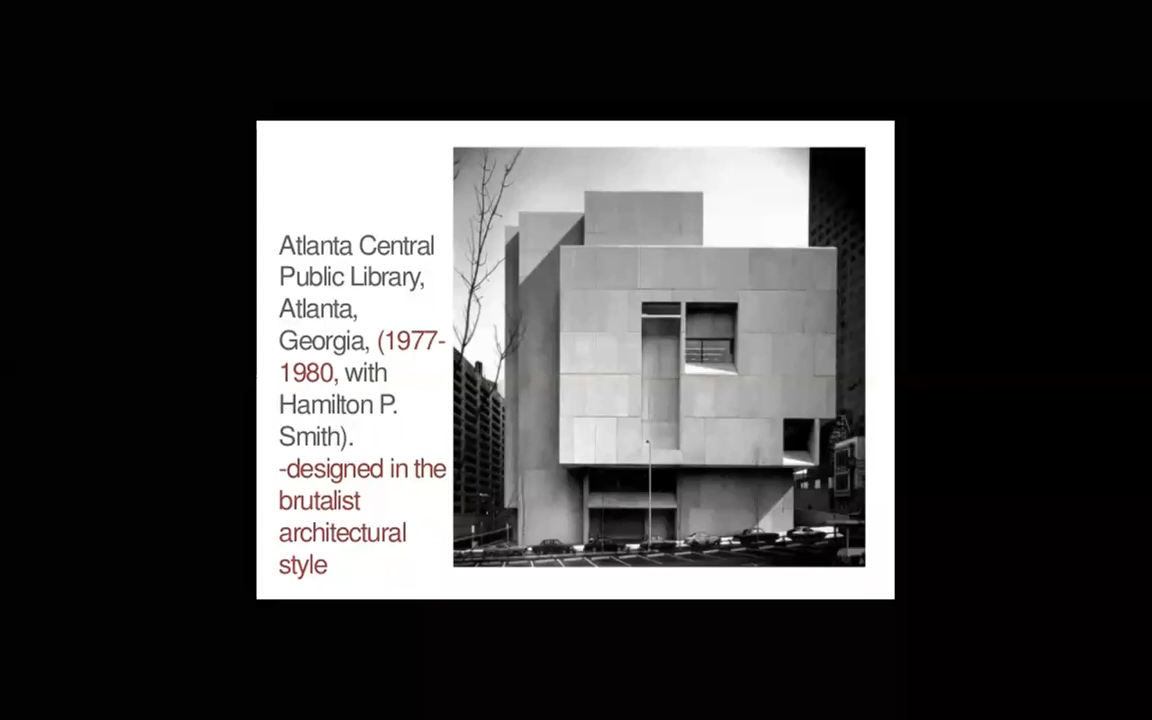 Atlanta Central
Public Library,
Atlanta,
Georgia, (1977-
1980, with
Hamilton P.
Smith).
-designed in the
brutalist
architectural
style